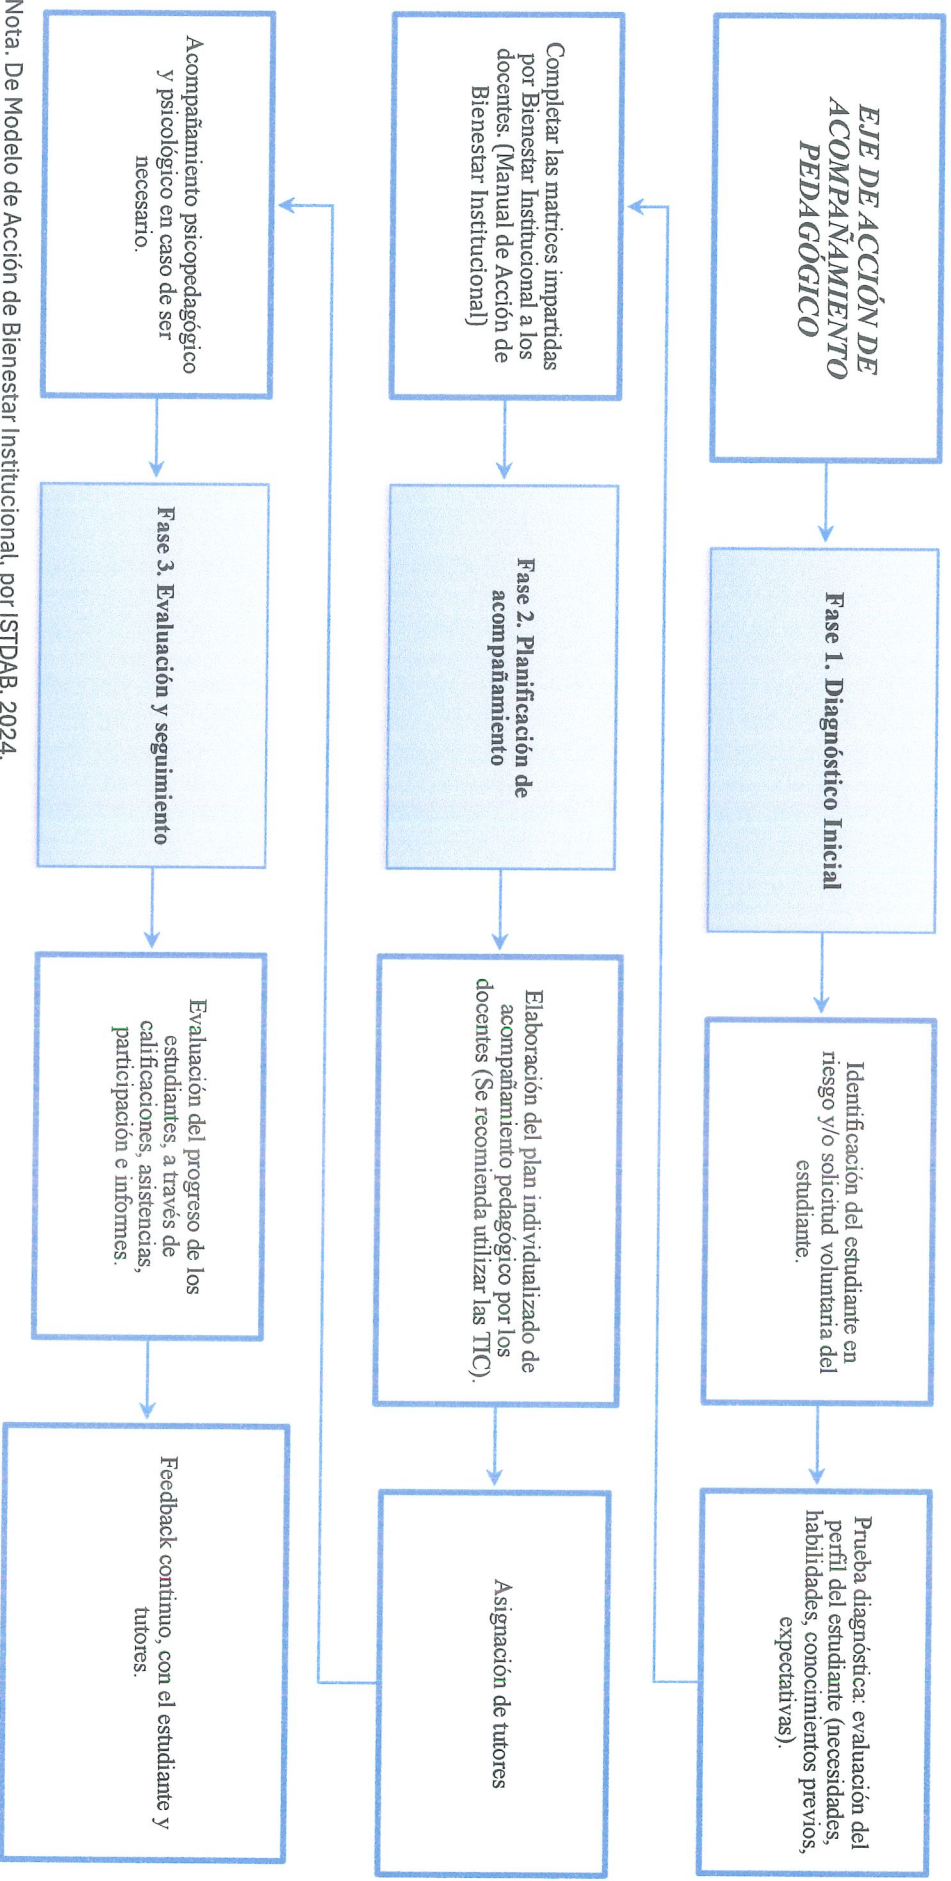 EJE DE ACCIÓN DE
ACOMPAÑAMIENTO
PEDAGÓGICO
Fase 1. Diagnóstico Inicial
Identificación del estudiante en
riesgo y/o solicitud voluntaria del
estudiante.
Prueba diagnóstica: evaluación del
perfil del estudiante (necesidades,
habilidades, conocimientos previos,
expectativas).
Completar las matrices impartidas
por Bienestar Institucional a los
docentes. (Manual de Acción de
Bienestar Institucional)
Fase 2. Planificación de
acompañamiento
Elaboración del plan individualizado de
acompañamiento pedagógico por los
docentes (Se recomienda utilizar las TIC).
Asignación de tutores
Acompañamiento psicopedagógico
y psicológico en caso de ser
necesario.
Fase 3. Evaluación y seguimiento
Evaluación del progreso de los
estudiantes, a través de
calificaciones, asistencias,
participación e informes.
Feedback continuo, con el estudiante y
tutores.
Nota. De Modelo de Acción de Bienestar Institucional, por ISTDAB, 2024.